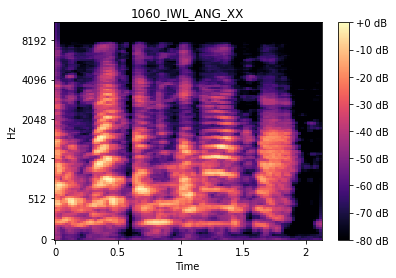 1060_IWL_ANG_XX
8192
4096
2048
1024
512
0
Hz
0
0.5
1
1.5
2
Time
+0 dB
-10 dB
-20 dB
-30 dB
-40 dB
-50 dB
-60 dB
-70 dB
-80 dB